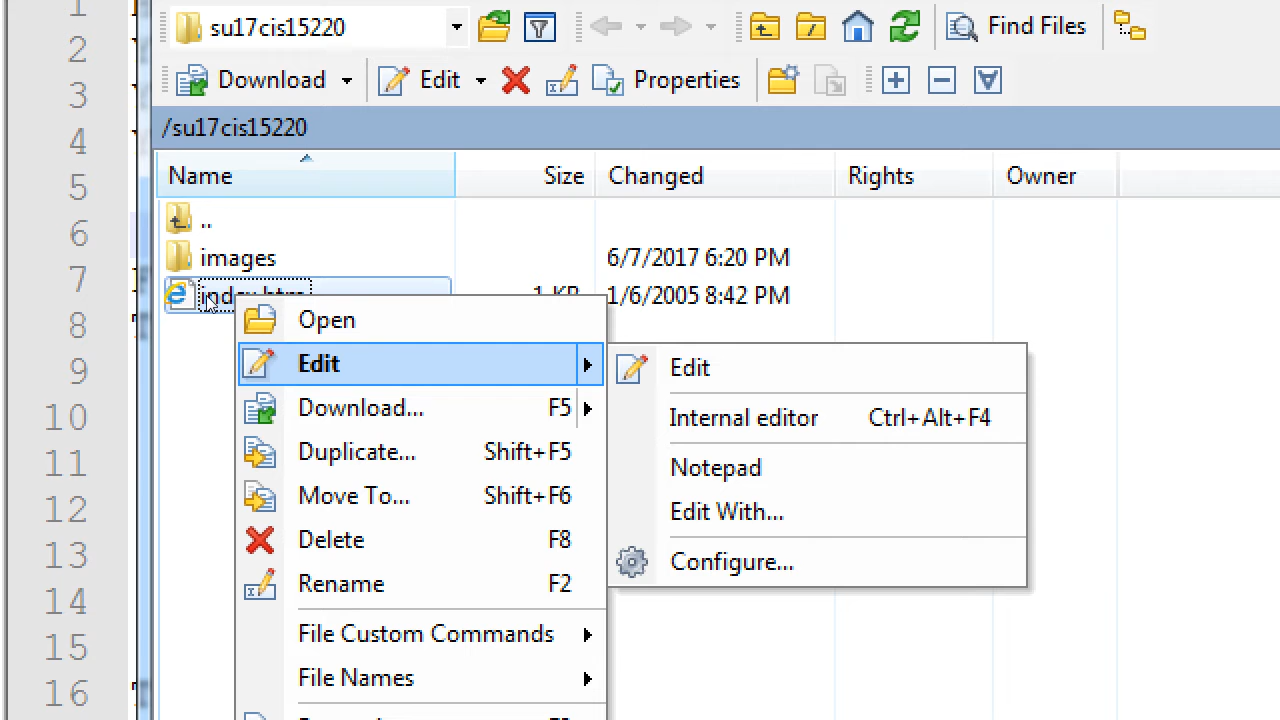 su17cis15220 Find Files
Download Edit Properties
/su17cis15220
Name Size Changed Rights Owner
..
images 6/7/2017 6:20 PM
1 KB 1/6/2005 8:42 PM
Open
Edit
Download... F5
Duplicate... Shift+F5
Move To... Shift+F6
Delete F8
Rename F2
File Custom Commands
File Names
Edit
Internal editor Ctrl+Alt+F4
Notepad
Edit With...
Configure...
1
2
3
4
5
6
7
8
9
10
11
12
13
14
15
16